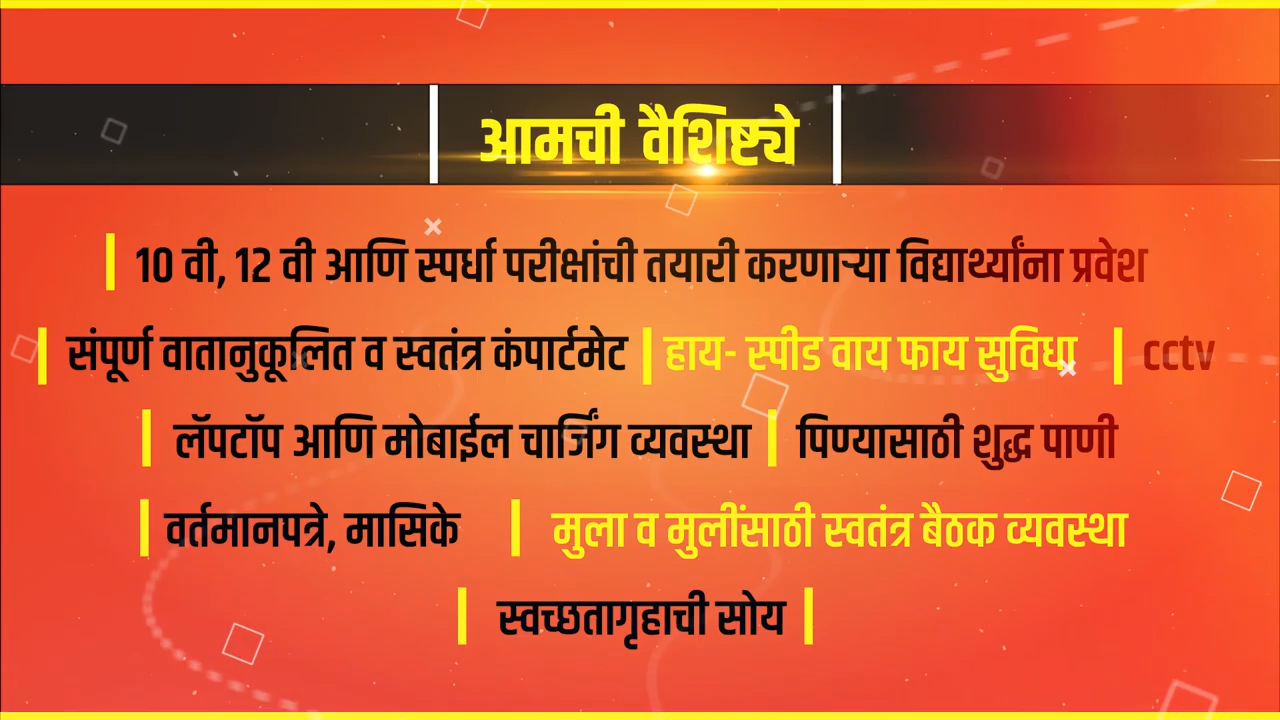 आमची वैशिष्ट्ये
10 वी, 12 वी आणि स्पर्धा परीक्षांची तयारी करणाऱ्या विद्यार्थ्यांना प्रवेश
संपूर्ण वातानुकूलित व स्वतंत्र कंपार्टमेट | हाय- स्पीड वाय फाय सुविधा | cctv
लॅपटॉप आणि मोबाईल चार्जिंग व्यवस्था | पिण्यासाठी शुद्ध पाणी
वर्तमानपत्रे, मासिके | मुला व मुलींसाठी स्वतंत्र बैठक व्यवस्था
स्वच्छतागृहाची सोय